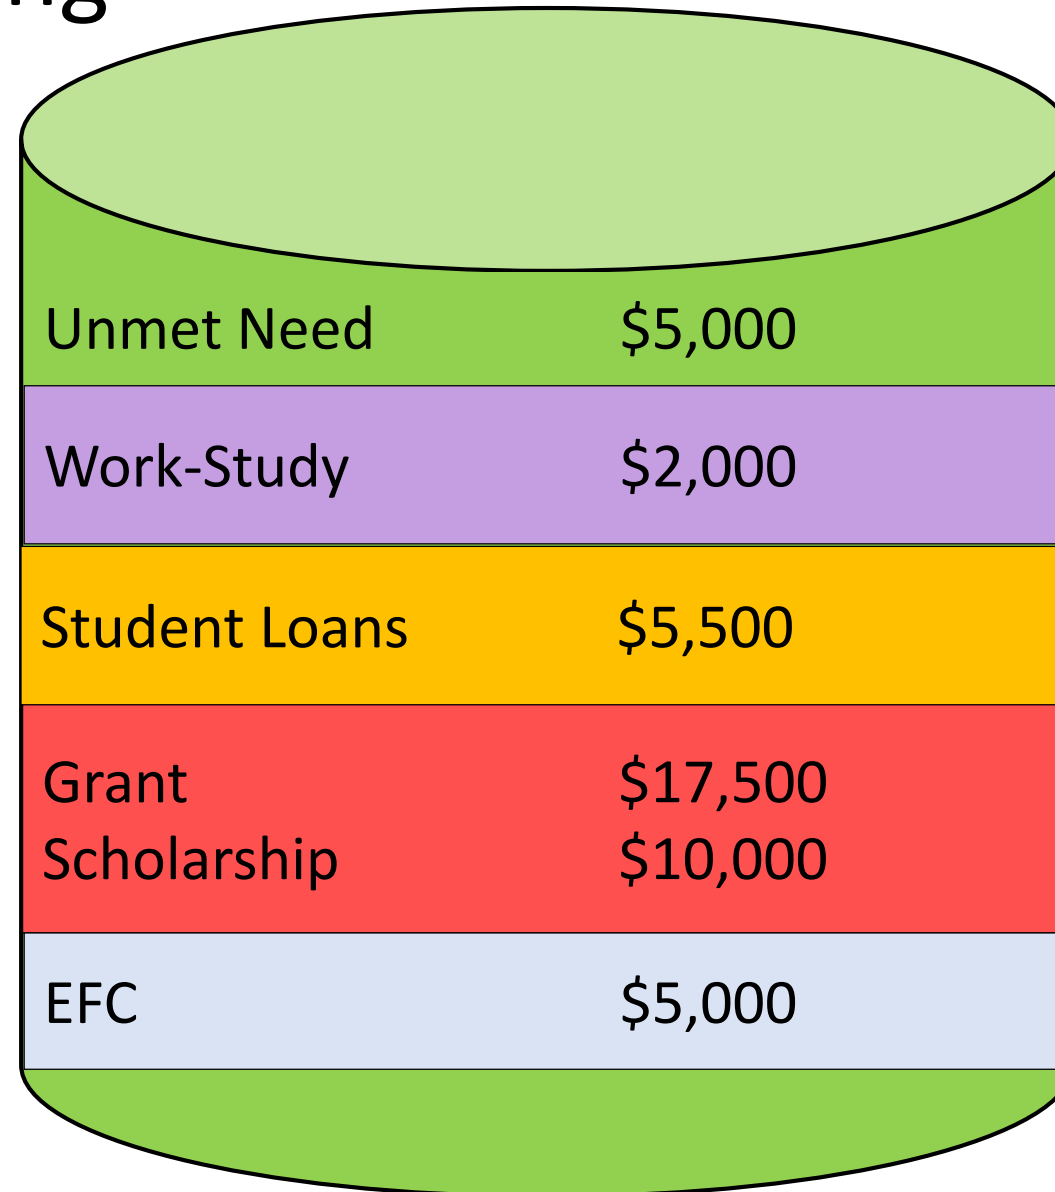 Unmet Need $5,000
Work-Study $2,000
Student Loans $5,500
Grant $17,500
Scholarship $10,000
EFC $5,000